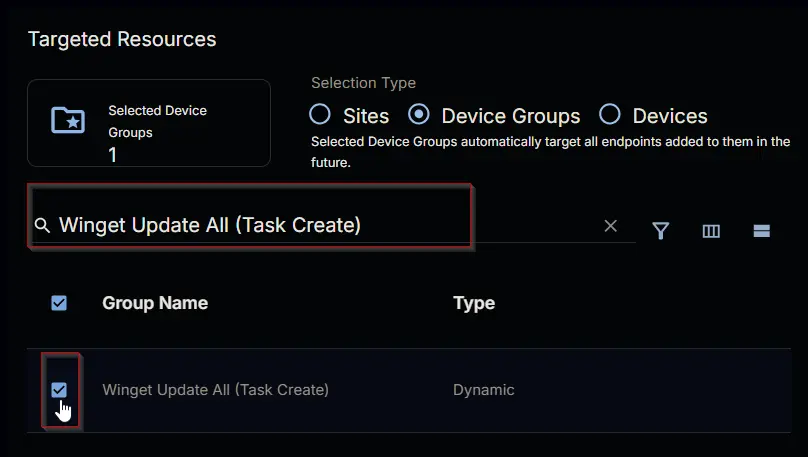 Targeted Resources
Selected Device
Groups
1
Selection Type
Sites
Device Groups
Devices
Selected Device Groups automatically target all endpoints added to them in the
future.
Winget Update All (Task Create)
Group Name
Type
Winget Update All (Task Create)
Dynamic